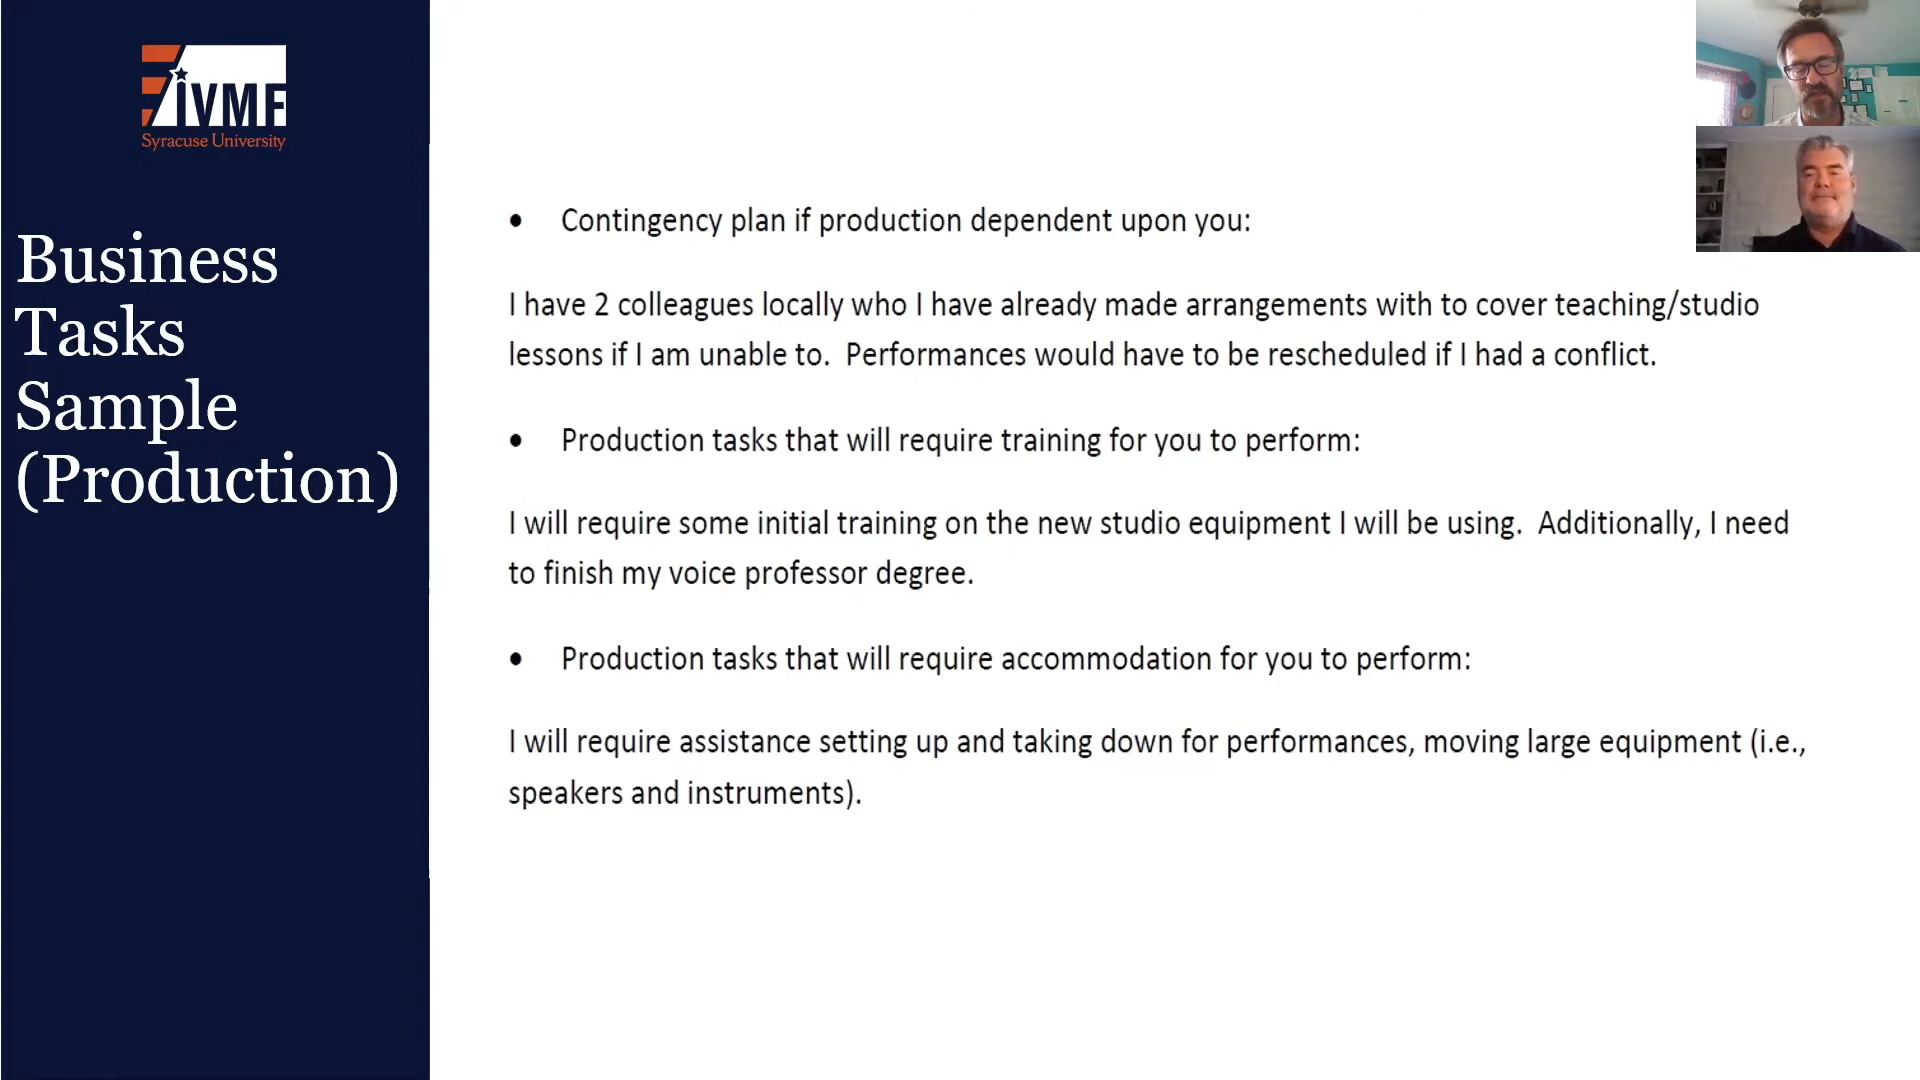 IVMF
Syracuse University
Business
Tasks
Sample
(Production)
• Contingency plan if production dependent upon you:
I have 2 colleagues locally who I have already made arrangements with to cover teaching/studio
lessons if I am unable to.  Performances would have to be rescheduled if I had a conflict.
• Production tasks that will require training for you to perform:
I will require some initial training on the new studio equipment I will be using.  Additionally, I need
to finish my voice professor degree.
• Production tasks that will require accommodation for you to perform:
I will require assistance setting up and taking down for performances, moving large equipment (i.e.,
speakers and instruments).